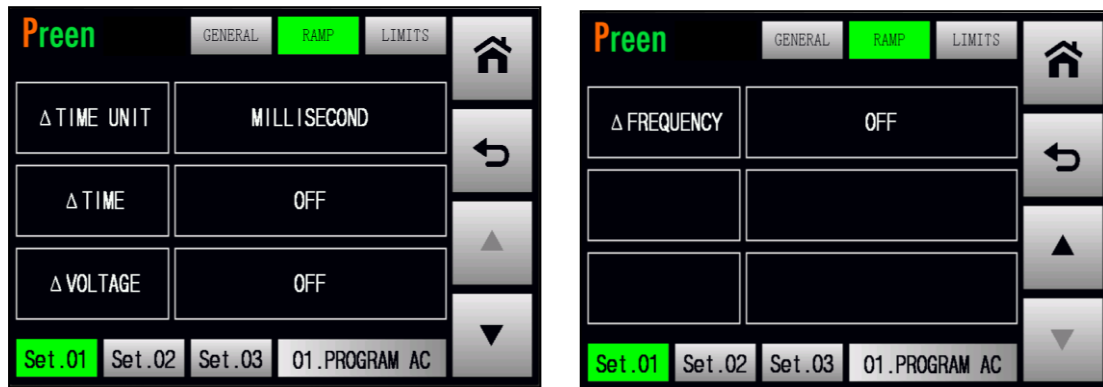 Preen GENERAL RAMP LIMITS
Δ TIME UNIT MILLISECOND
Δ TIME OFF
Δ VOLTAGE OFF
Set.01 Set.02 Set.03 01.PROGRAM AC
Preen GENERAL RAMP LIMITS
Δ FREQUENCY OFF
Set.01 Set.02 Set.03 01.PROGRAM AC